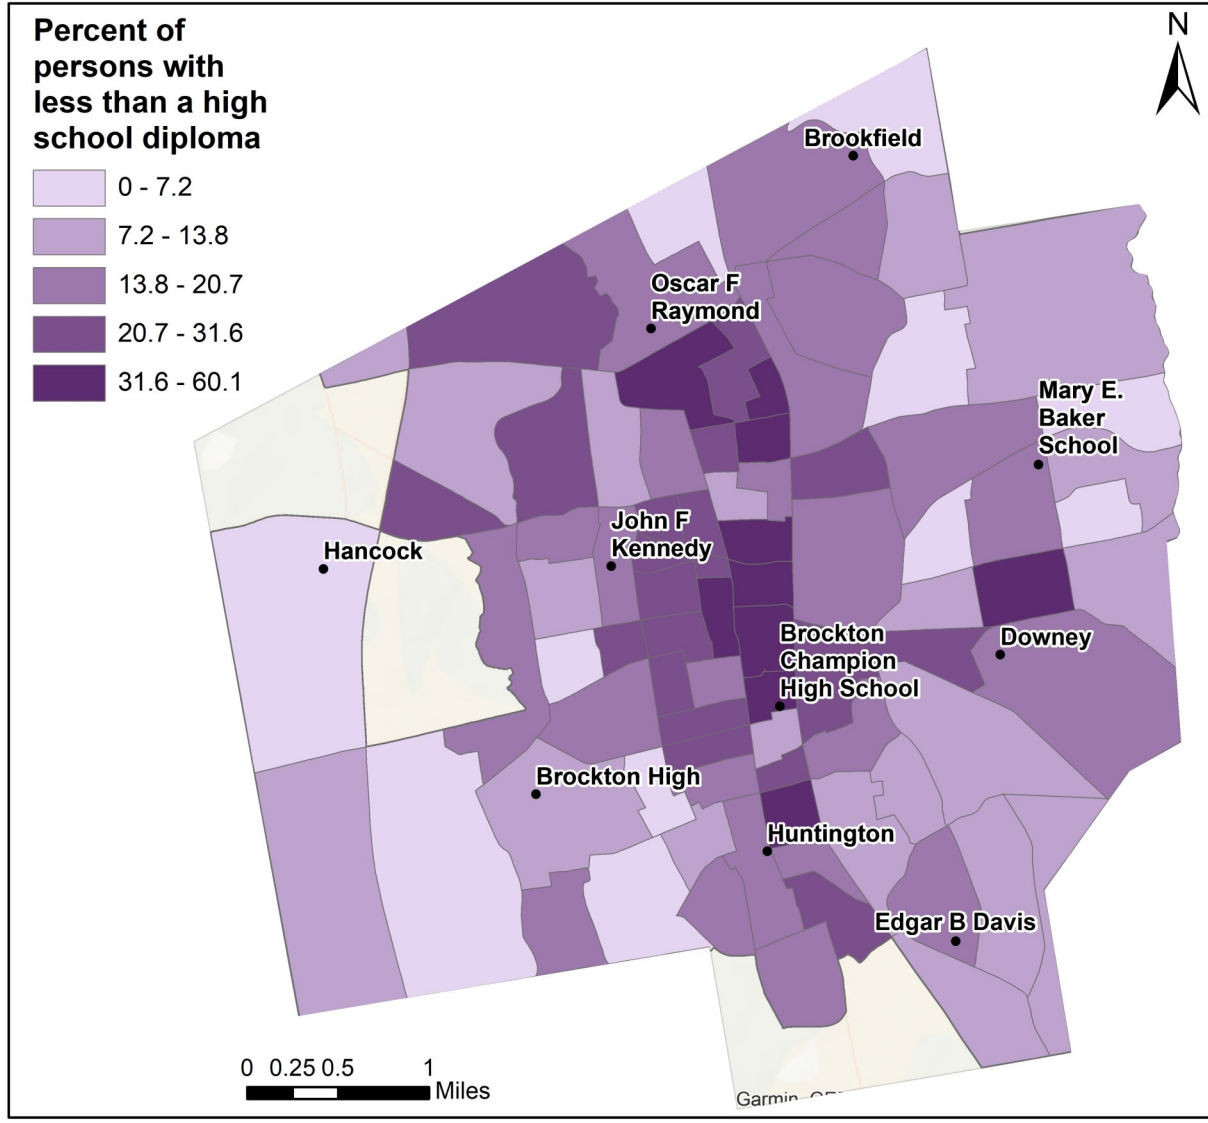 Percent of
persons with
less than a high
school diploma
0 - 7.2
7.2 - 13.8
13.8 - 20.7
20.7 - 31.6
31.6 - 60.1
N
Brookfield
Oscar F
Raymond
Mary E.
Baker
School
John F
Kennedy
Hancock
Brockton
Champion
High School
Downey
Brockton High
Huntington
Edgar B Davis
0 0.25 0.5 1
Miles
Garmin,